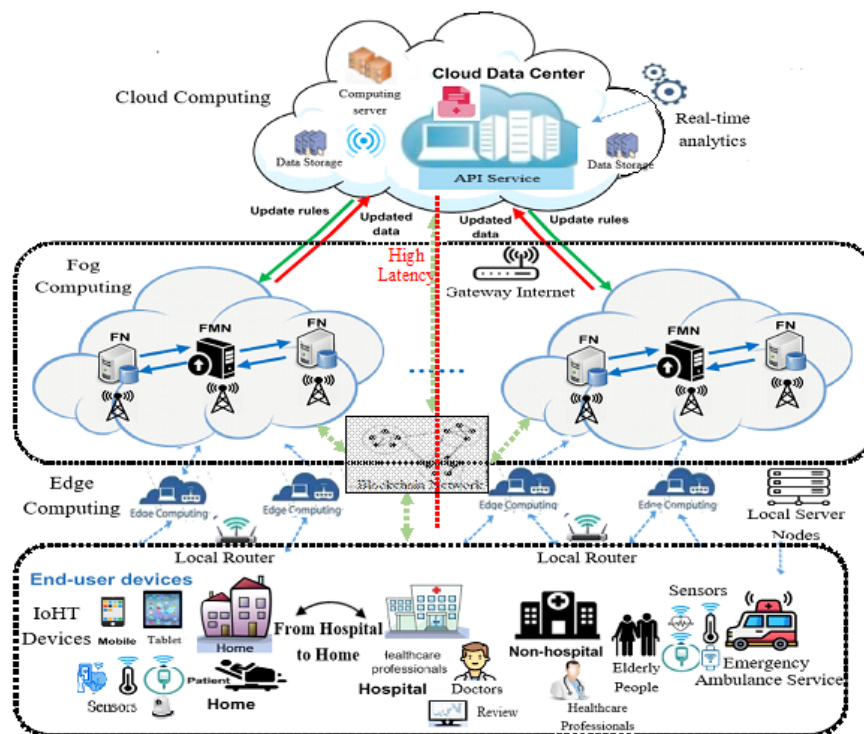 Cloud Computing
Computing
server
Cloud Data Center
Data Storage
API Service
Data Storage
Real-time
analytics
Update rules
Updated
data
Updated
data
Update rules
Fog
Computing
High
Latency
Gateway Internet
FN
FMN
FN
FN
FMN
FN
Blockchain Network
Edge
Computing
Edge Computing
Edge Computing
Edge Computing
Edge Computing
Local Server
Nodes
Local Router
Local Router
End-user devices
IoHT
Devices
Mobile
Tablet
Home
From Hospital
to Home
Healthcare
professionals
Hospital
Doctors
Review
Sensors
Patient
Home
Non-hospital
Healthcare
Professionals
Elderly
People
Sensors
Emergency
Ambulance Service